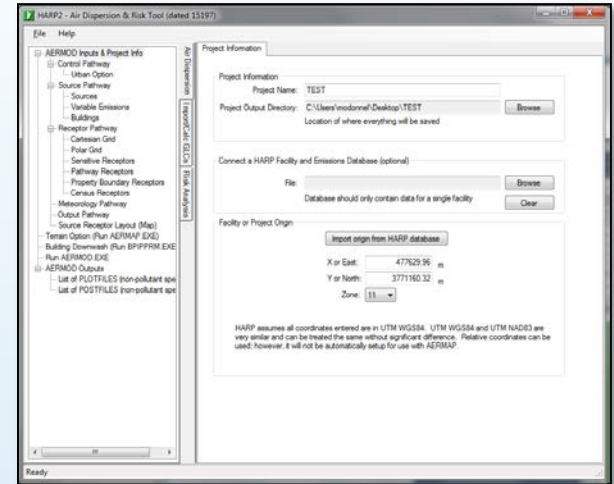 HARP2 - Air Dispersion & Risk Tool (dated 15197)
File Help
AERMOD Inputs & Project Info
Control Pathway
Urban Option
Source Pathway
Sources
Variable Emissions
Buildings
Receptor Pathway
Cartesian Grid
Polar Grid
Sensitive Receptors
Pathway Receptors
Property Boundary Receptors
Census Receptors
Meteorology Pathway
Output Pathway
Source Receptor Layout (Map)
Terrain Option (Run AERMAP.EXE)
Building Downwash (Run BPIPPRM.EXE
Run AERMOD.EXE
AERMOD Outputs
List of PLOTFILES (non-pollutant spe
List of POSTFILES (non-pollutant spe
Air Dispersion
Import/Calc GLCs
Risk Analysis
Project Information
Project Information
Project Name: TEST
Project Output Directory: C:\Users\modonnel\Desktop\TEST Browse
Location of where everything will be saved
Connect a HARP Facility and Emissions Database (optional)
File: Browse
Database should only contain data for a single facility Clear
Facility or Project Origin
Import origin from HARP database
X or East: 477629.96 m
Y or North: 3771160.32 m
Zone: 11
HARP assumes all coordinates entered are in UTM WGS84. UTM WGS84 and UTM NAD83 are
very similar and can be treated the same without significant difference. Relative coordinates can be
used; however, it will not be automatically setup for use with AERMAP.
Ready